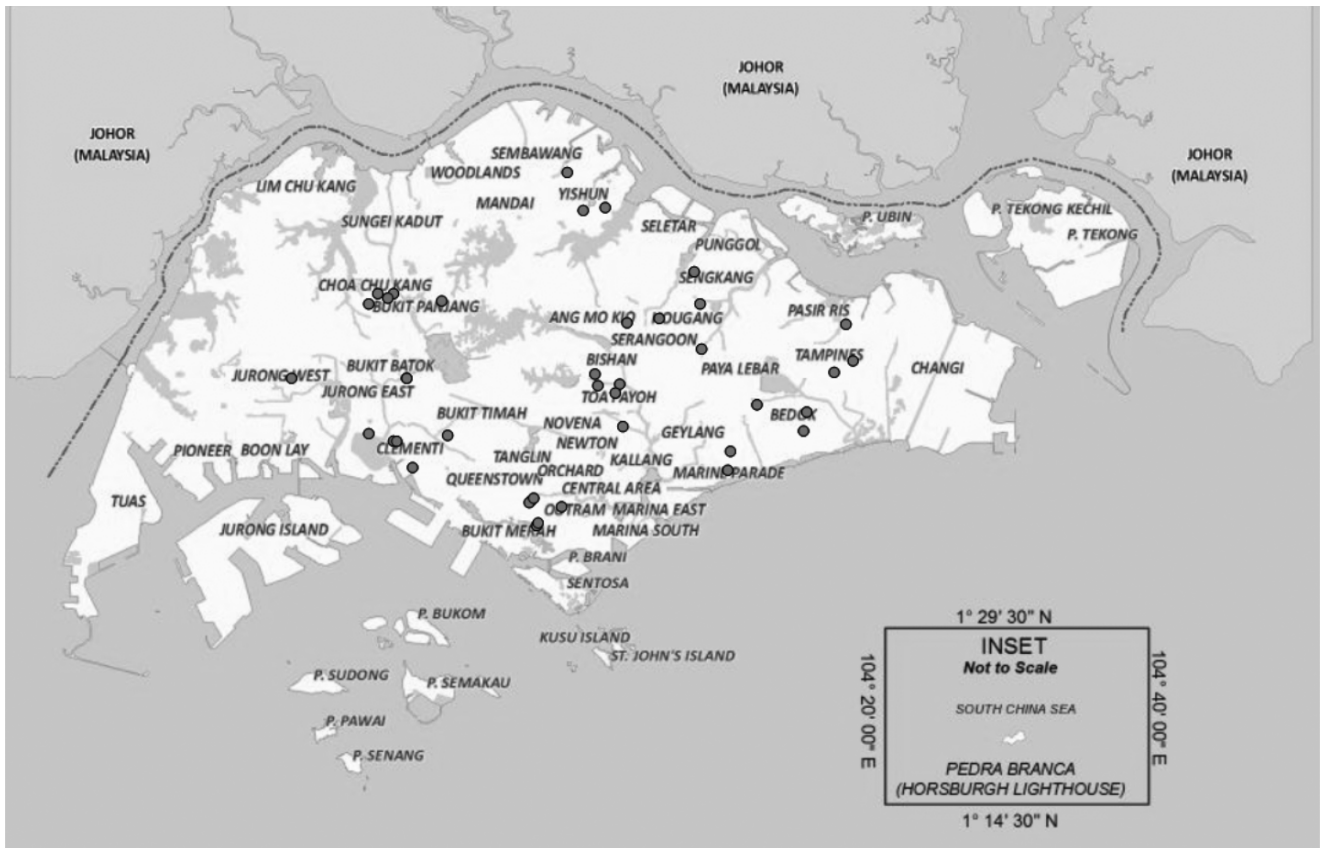 JOHOR
(MALAYSIA)
JOHOR
(MALAYSIA)
JOHOR
(MALAYSIA)
SEMBAWANG
WOODLANDS
LIM CHU KANG
YISHUN
MANDAI
SUNGEI KADUT
SELETAR
PUNGGOL
P. UBIN
P. TEKONG KECHIL
P. TEKONG
SENGKANG
CHOA CHU KANG
BUKIT PANJANG
ANG MO KIO
HOUGANG
PASIR RIS
SERANGOON
BISHAN
TAMPINES
PAYA LEBAR
CHANGI
JURONG WEST
BUKIT BATOK
JURONG EAST
TOA PAYOH
BUKIT TIMAH
NOVENA
BEDOK
NEWTON
GEYLANG
PIONEER
BOON LAY
CLEMENTI
TANGLIN
KALLANG
ORCHARD
MARINE PARADE
QUEENSTOWN
CENTRAL AREA
TUAS
OUTRAM
MARINA EAST
JURONG ISLAND
BUKIT MERAH
MARINA SOUTH
P. BRANI
SENTOSA
P. BUKOM
KUSU ISLAND
ST. JOHN'S ISLAND
P. SUDONG
P. SEMAKAU
P. PAWAI
P. SENANG
1° 29' 30" N
INSET
Not to Scale
104° 20' 00" E
104° 40' 00" E
SOUTH CHINA SEA
PEDRA BRANCA
(HORSBURGH LIGHTHOUSE)
1° 14' 30" N